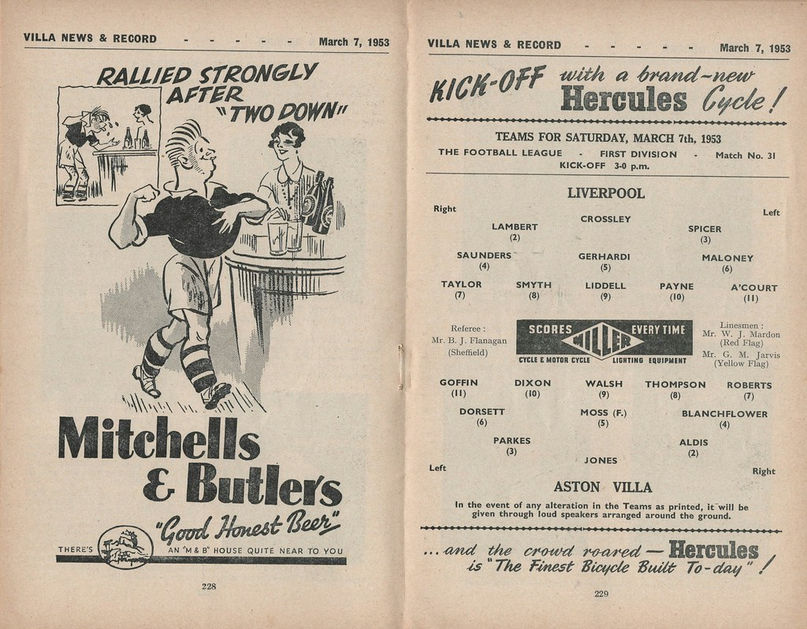 VILLA NEWS & RECORD - - - - - March 7, 1953
RALLIED STRONGLY
AFTER
"TWO DOWN"
Mitchells
& Butler's
"Good Honest Beer"
THERE'S AN "M & B" HOUSE QUITE NEAR TO YOU
228
VILLA NEWS & RECORD - - - - - March 7, 1953
KICK-OFF with a brand-new
Hercules Cycle!
TEAMS FOR SATURDAY, MARCH 7th, 1953
THE FOOTBALL LEAGUE - FIRST DIVISION - Match No. 31
KICK-OFF 3-0 p.m.
LIVERPOOL
Right Left
CROSSLEY
LAMBERT SPICER
(2) (3)
SAUNDERS GERHARDI MALONEY
(4) (5) (6)
TAYLOR SMYTH LIDDELL PAYNE A'COURT
(7) (8) (9) (10) (11)
Referee :
Mr. B. J. Flanagan
(Sheffield)
SCORES MILLER EVERY TIME
CYCLE & MOTOR CYCLE LIGHTING EQUIPMENT
Linesmen :
Mr. W. J. Mardon
(Red Flag)
Mr. G. M. Jarvis
(Yellow Flag)
GOFFIN DIXON WALSH THOMPSON ROBERTS
(11) (10) (9) (8) (7)
DORSETT MOSS (F.) BLANCHFLOWER
(6) (5) (4)
PARKES ALDIS
(3) (2)
JONES
Left Right
ASTON VILLA
In the event of any alteration in the Teams as printed, it will be
given through loud speakers arranged around the ground.
...and the crowd roared — Hercules
is "The Finest Bicycle Built To-day"!
229